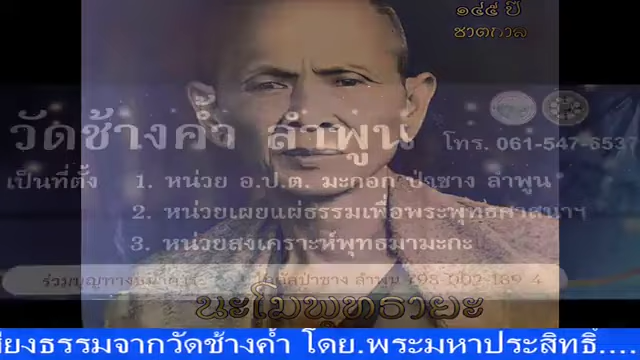 ๑๔๕ ปี
ชาตกาล
วัดช้างค้ำ ลำพูน
โทร. 061-547-6537
เป็นที่ตั้ง 1. หน่วย อ.ป.ต. มะกอก ป่าซาง ลำพูน
2. หน่วยเผยแผ่ธรรมเพื่อพระพุทธศาสนาฯ
3. หน่วยสงเคราะห์พุทธมามะกะ
ร่วมบุญทาง ป่าซาง ลำพูน
นะโมพุทธายะ
เสียงธรรมจากวัดช้างค้ำ โดย.พระมหาประสิทธิ์....